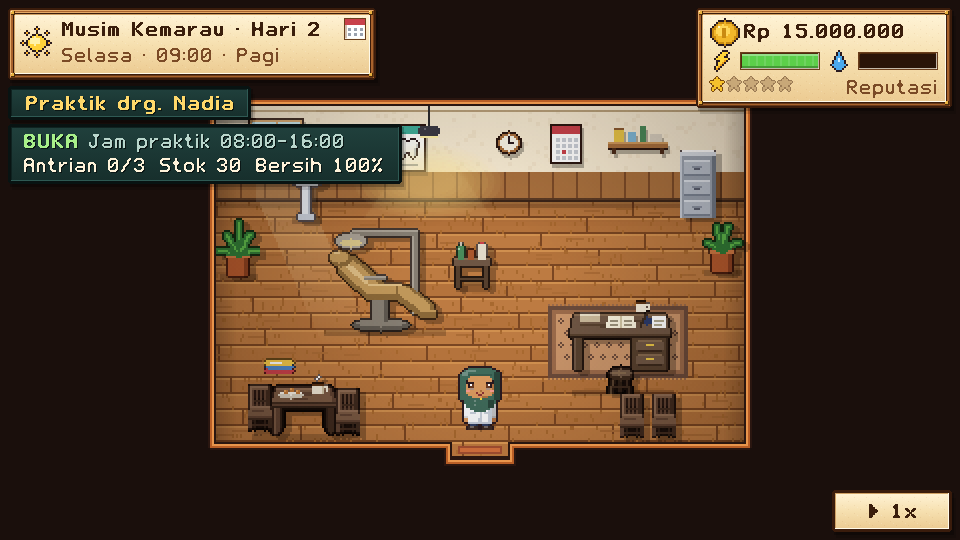 Musim Kemarau · Hari 2
Selasa · 09:00 · Pagi
Rp 15.000.000
Reputasi
Praktik drg. Nadia
BUKA Jam praktik 08:00-16:00
Antrian 0/3 Stok 30 Bersih 100%
1x